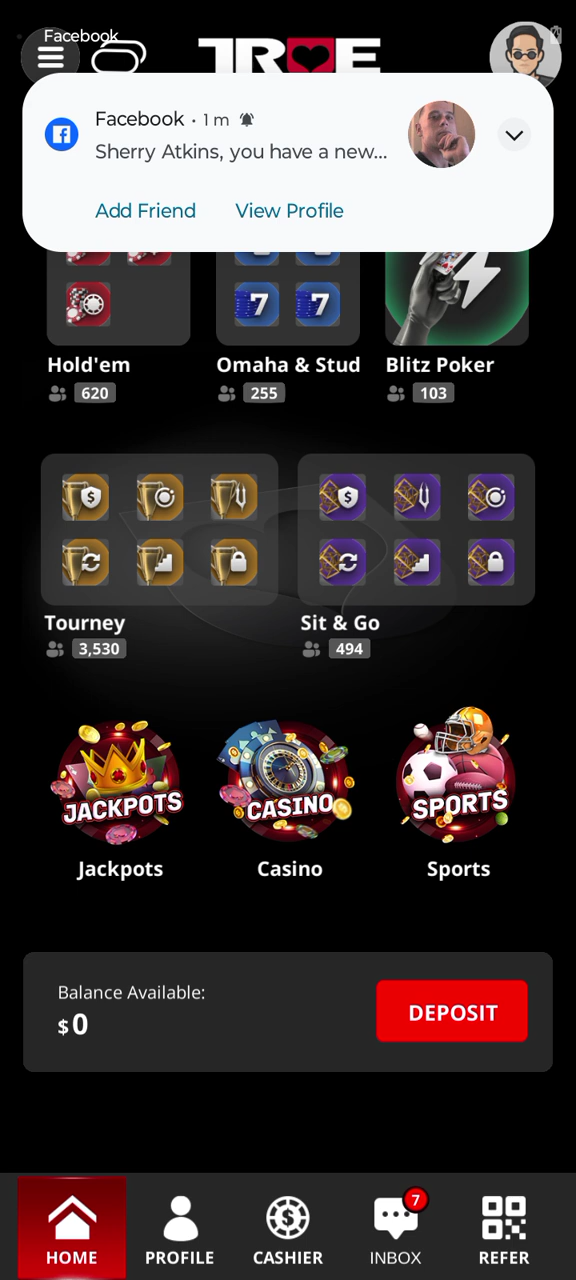 Facebook
TRUE
Facebook • 1 m
Sherry Atkins, you have a new...
Add Friend View Profile
7 7
Hold'em Omaha & Stud Blitz Poker
620 255 103
Tourney Sit & Go
3,530 494
JACKPOTS CASINO SPORTS
Jackpots Casino Sports
Balance Available:
$0
DEPOSIT
7
HOME PROFILE CASHIER INBOX REFER